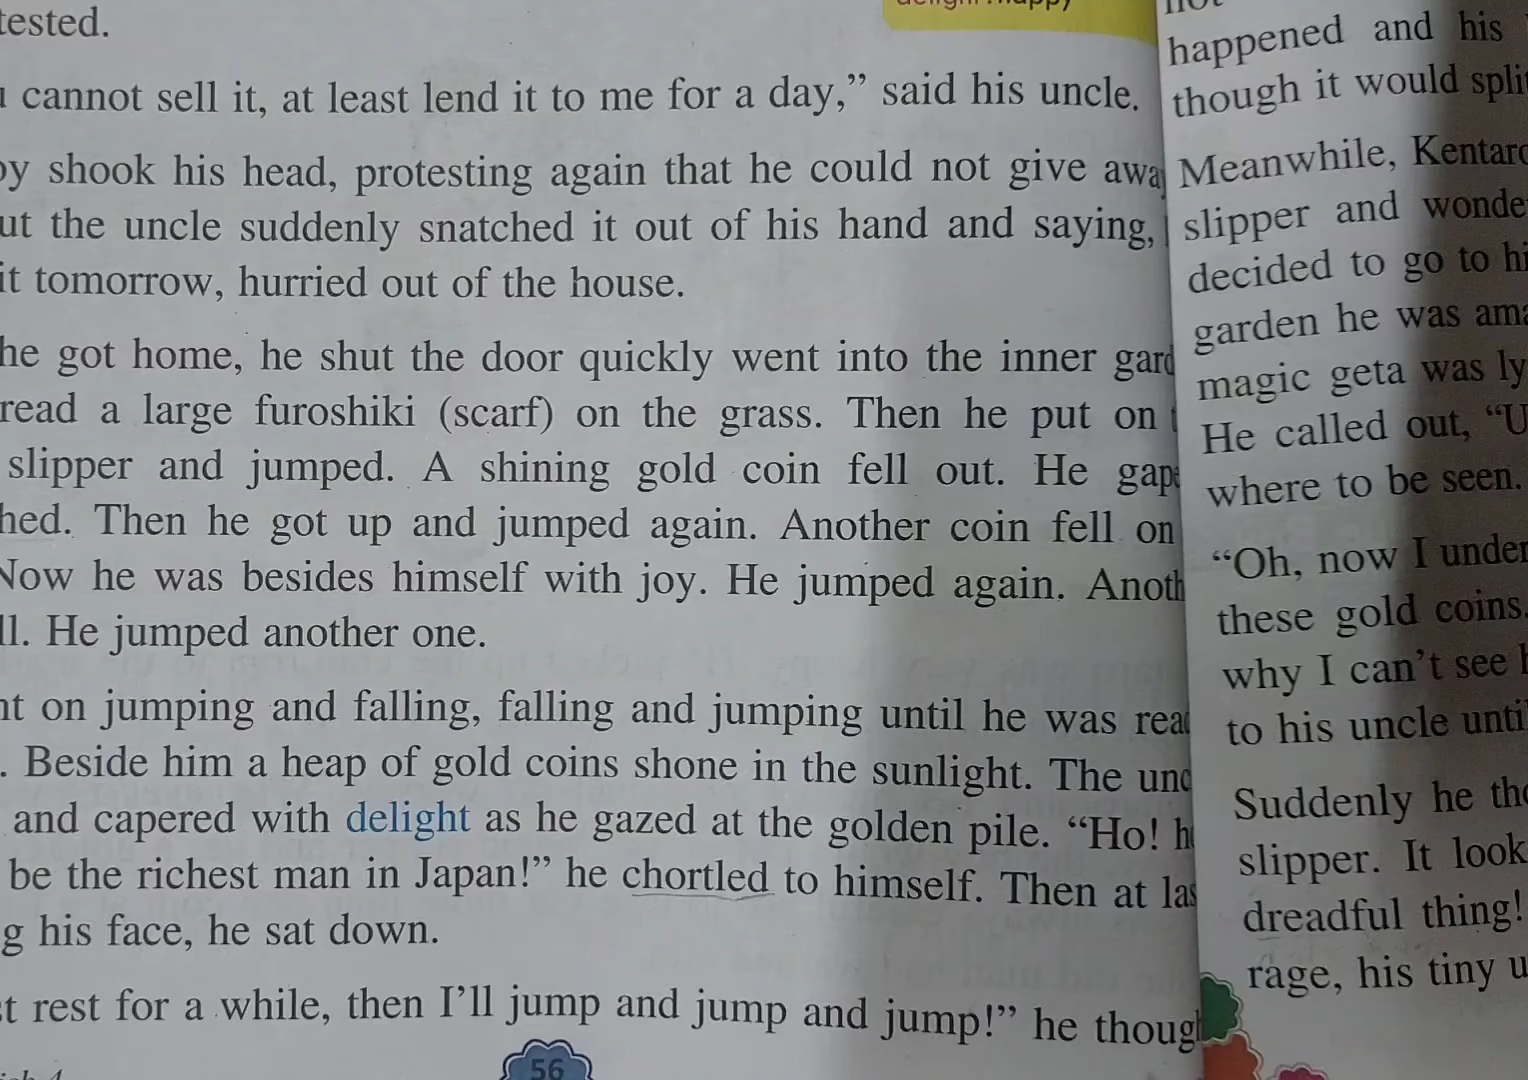 tested.
cannot sell it, at least lend it to me for a day,” said his uncle.
shook his head, protesting again that he could not give
the uncle suddenly snatched it out of his hand and saying,
it tomorrow, hurried out of the house.
he got home, he shut the door quickly went into the inner
read a large furoshiki (scarf) on the grass. Then he put on
slipper and jumped. A shining gold coin fell out. He
hed. Then he got up and jumped again. Another coin fell on
Now he was besides himself with joy. He jumped again.
ll. He jumped another one.
on jumping and falling, falling and jumping until he was
. Beside him a heap of gold coins shone in the sunlight. The
and capered with delight as he gazed at the golden pile. “Ho!
be the richest man in Japan!” he chortled to himself. Then at
g his face, he sat down.
rest for a while, then I’ll jump and jump and jump!” he
56
happened and his
though it would
Meanwhile,
slipper and
decided to go to
garden he was
magic geta was
He called out,
where to be seen.
“Oh, now I
these gold coins.
why I can’t see
to his uncle
Suddenly he
slipper. It
dreadful thing!
rage, his tiny